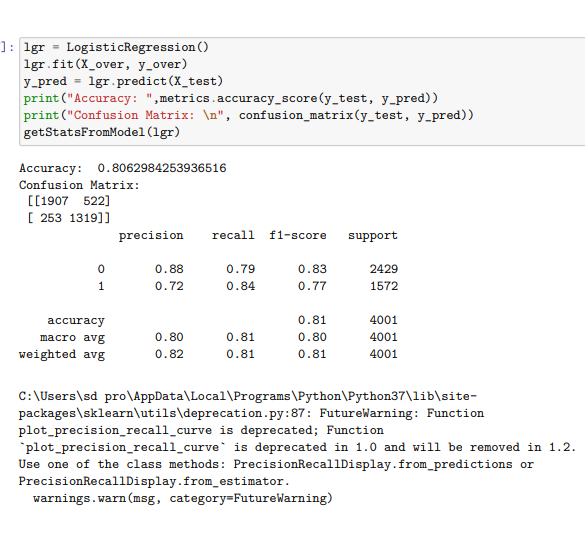 ]: lgr = LogisticRegression()
lgr.fit(X_over, y_over)
y_pred = lgr.predict(X_test)
print("Accuracy: ",metrics.accuracy_score(y_test, y_pred))
print("Confusion Matrix: \n", confusion_matrix(y_test, y_pred))
getStatsFromModel(lgr)
Accuracy:  0.8062984253936516
Confusion Matrix:
[[1907  522]
[ 253 1319]]
precision    recall  f1-score   support
0       0.88      0.79      0.83      2429
1       0.72      0.84      0.77      1572
accuracy                           0.81      4001
macro avg       0.80      0.81      0.80      4001
weighted avg       0.82      0.81      0.81      4001
C:\Users\sd pro\AppData\Local\Programs\Python\Python37\lib\site-
packages\sklearn\utils\deprecation.py:87: FutureWarning: Function
plot_precision_recall_curve is deprecated; Function
`plot_precision_recall_curve` is deprecated in 1.0 and will be removed in 1.2.
Use one of the class methods: PrecisionRecallDisplay.from_predictions or
PrecisionRecallDisplay.from_estimator.
warnings.warn(msg, category=FutureWarning)